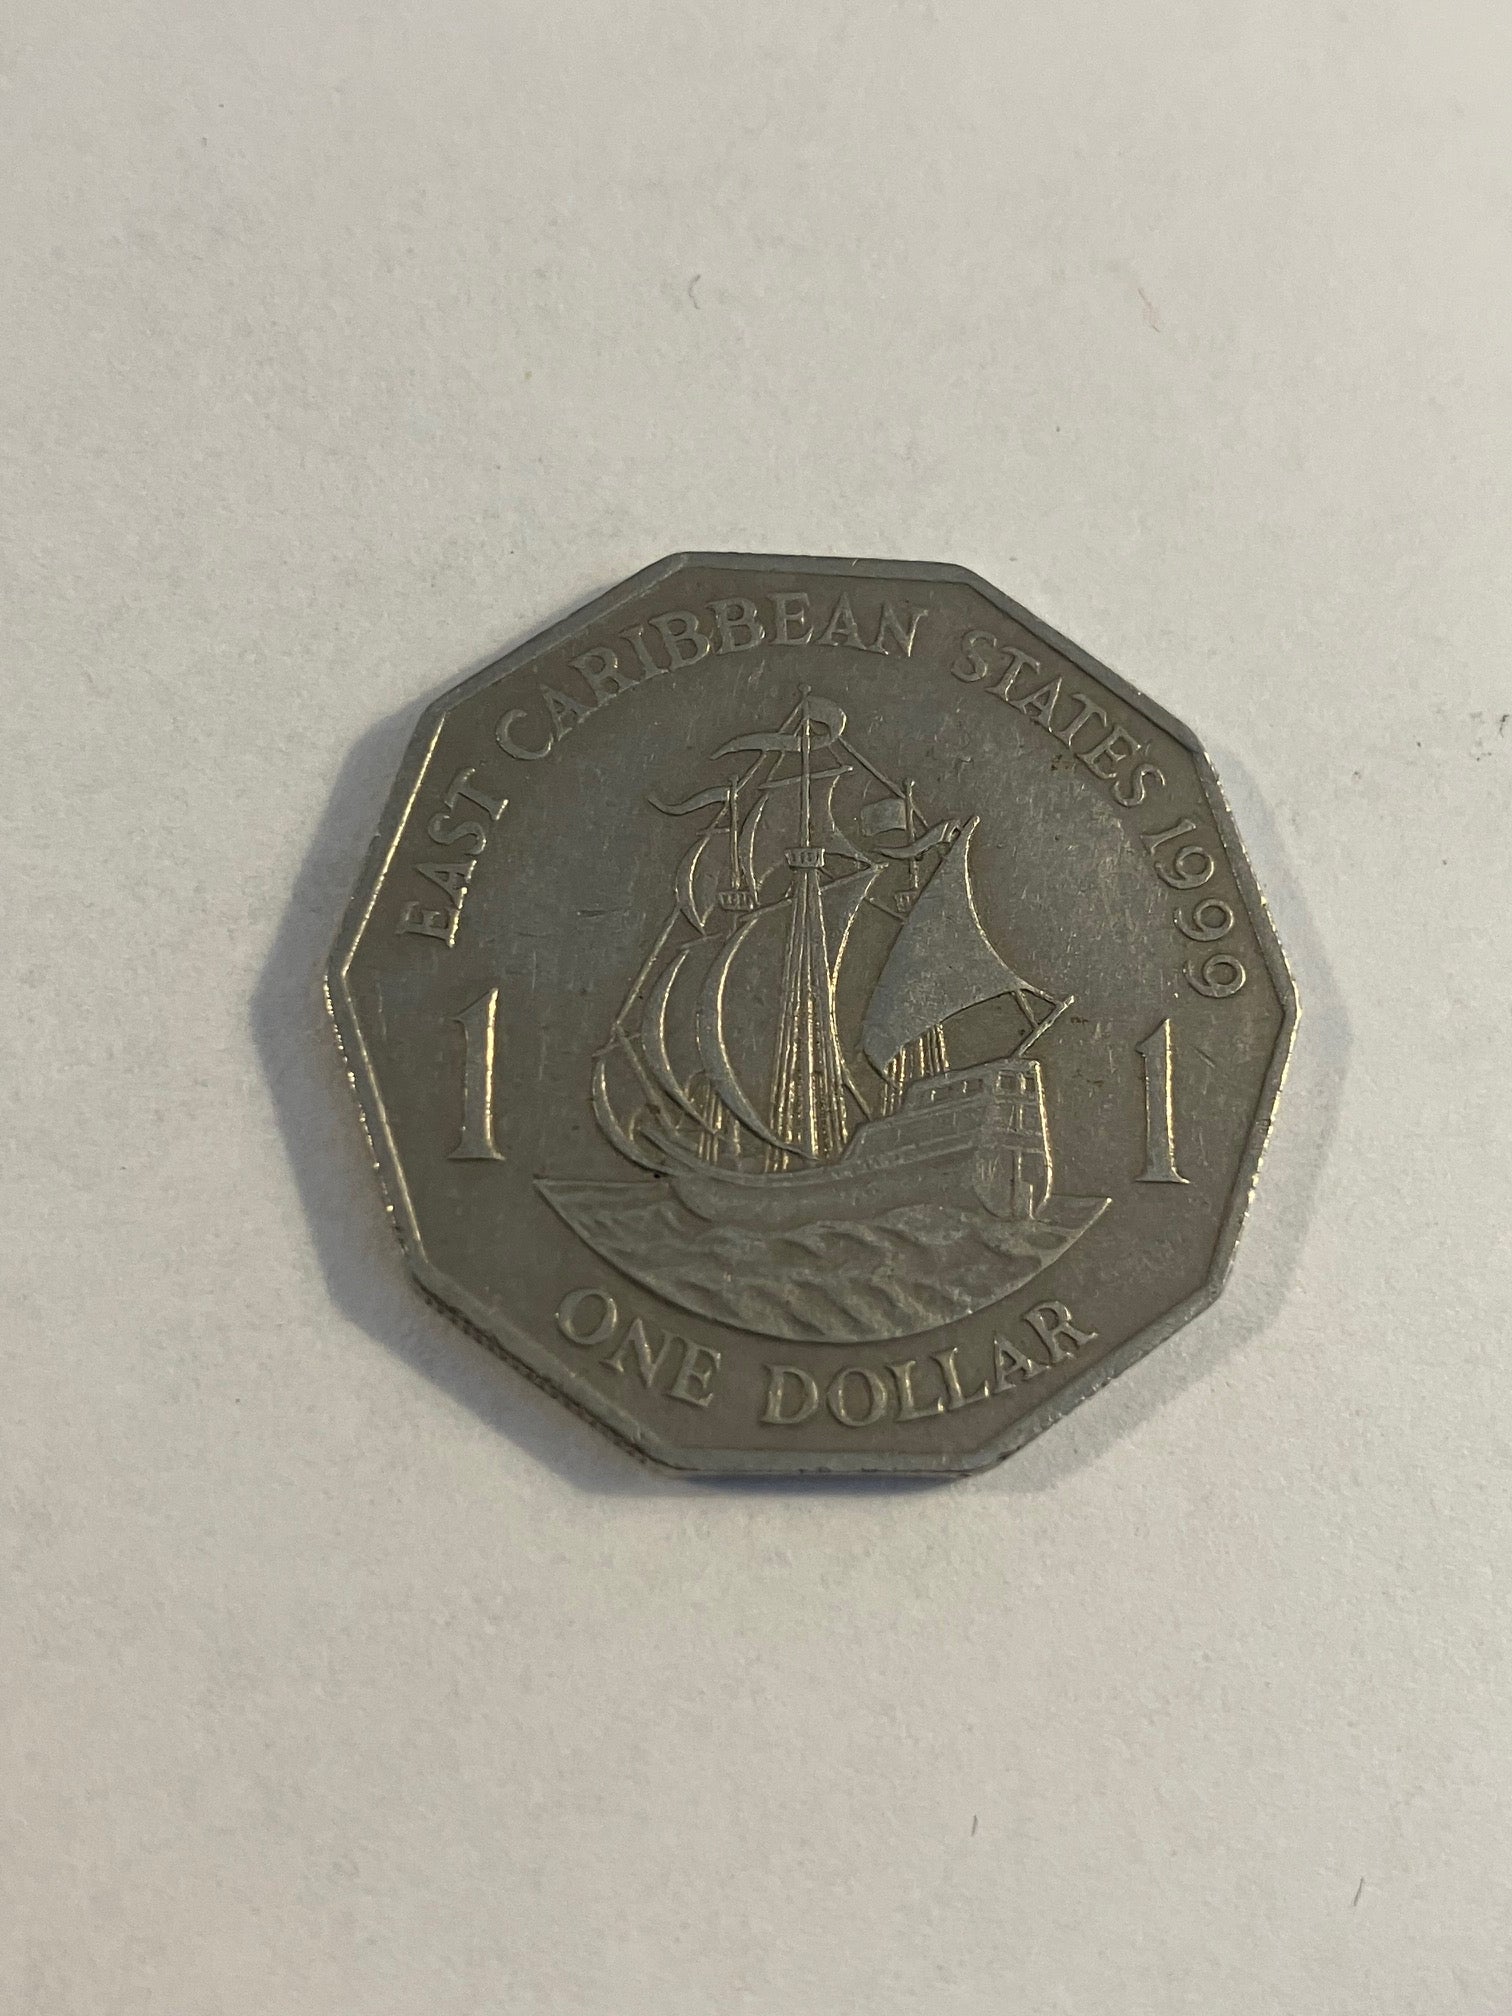 EAST CARIBBEAN STATES 1999
1 1
ONE DOLLAR